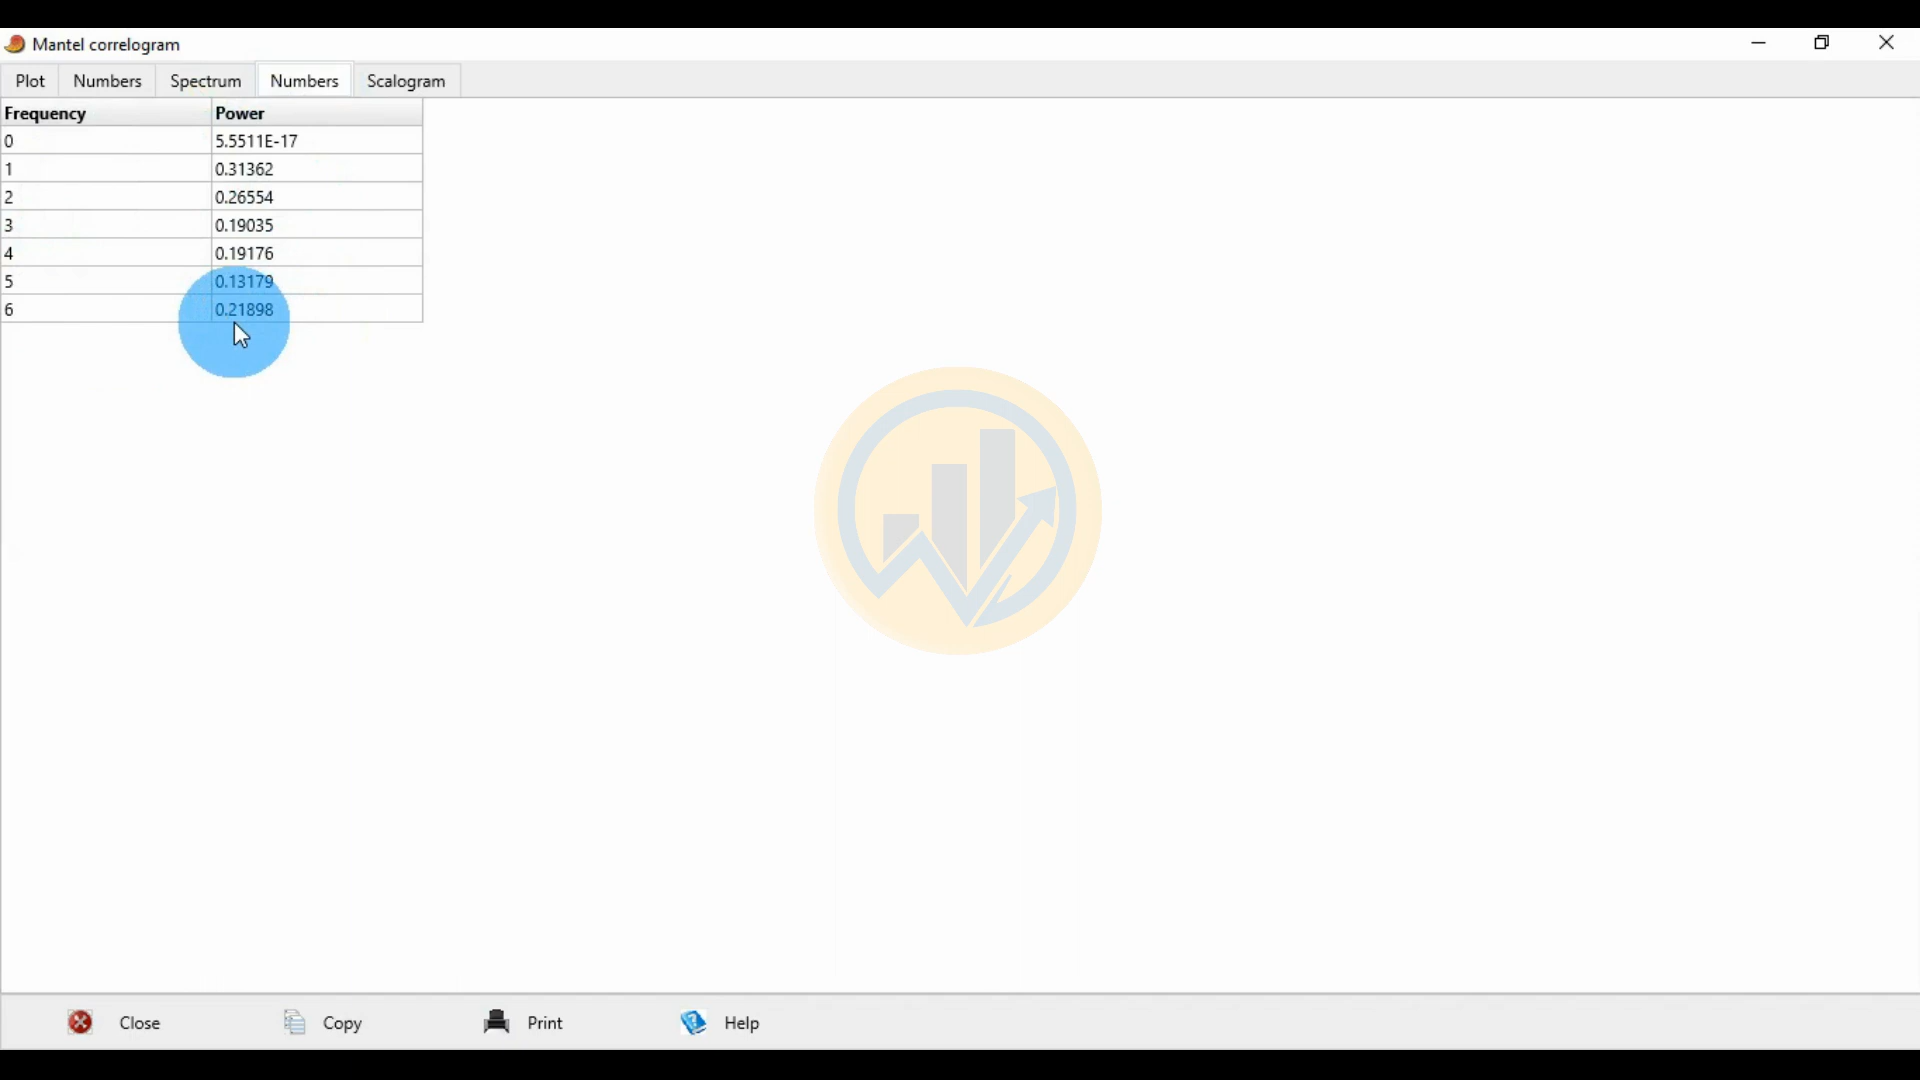 Mantel correlogram
Plot Numbers Spectrum Numbers Scalogram
Frequency Power
0 5.5511E-17
1 0.31362
2 0.26554
3 0.19035
4 0.19176
5 0.13179
6 0.21898
Close Copy Print Help